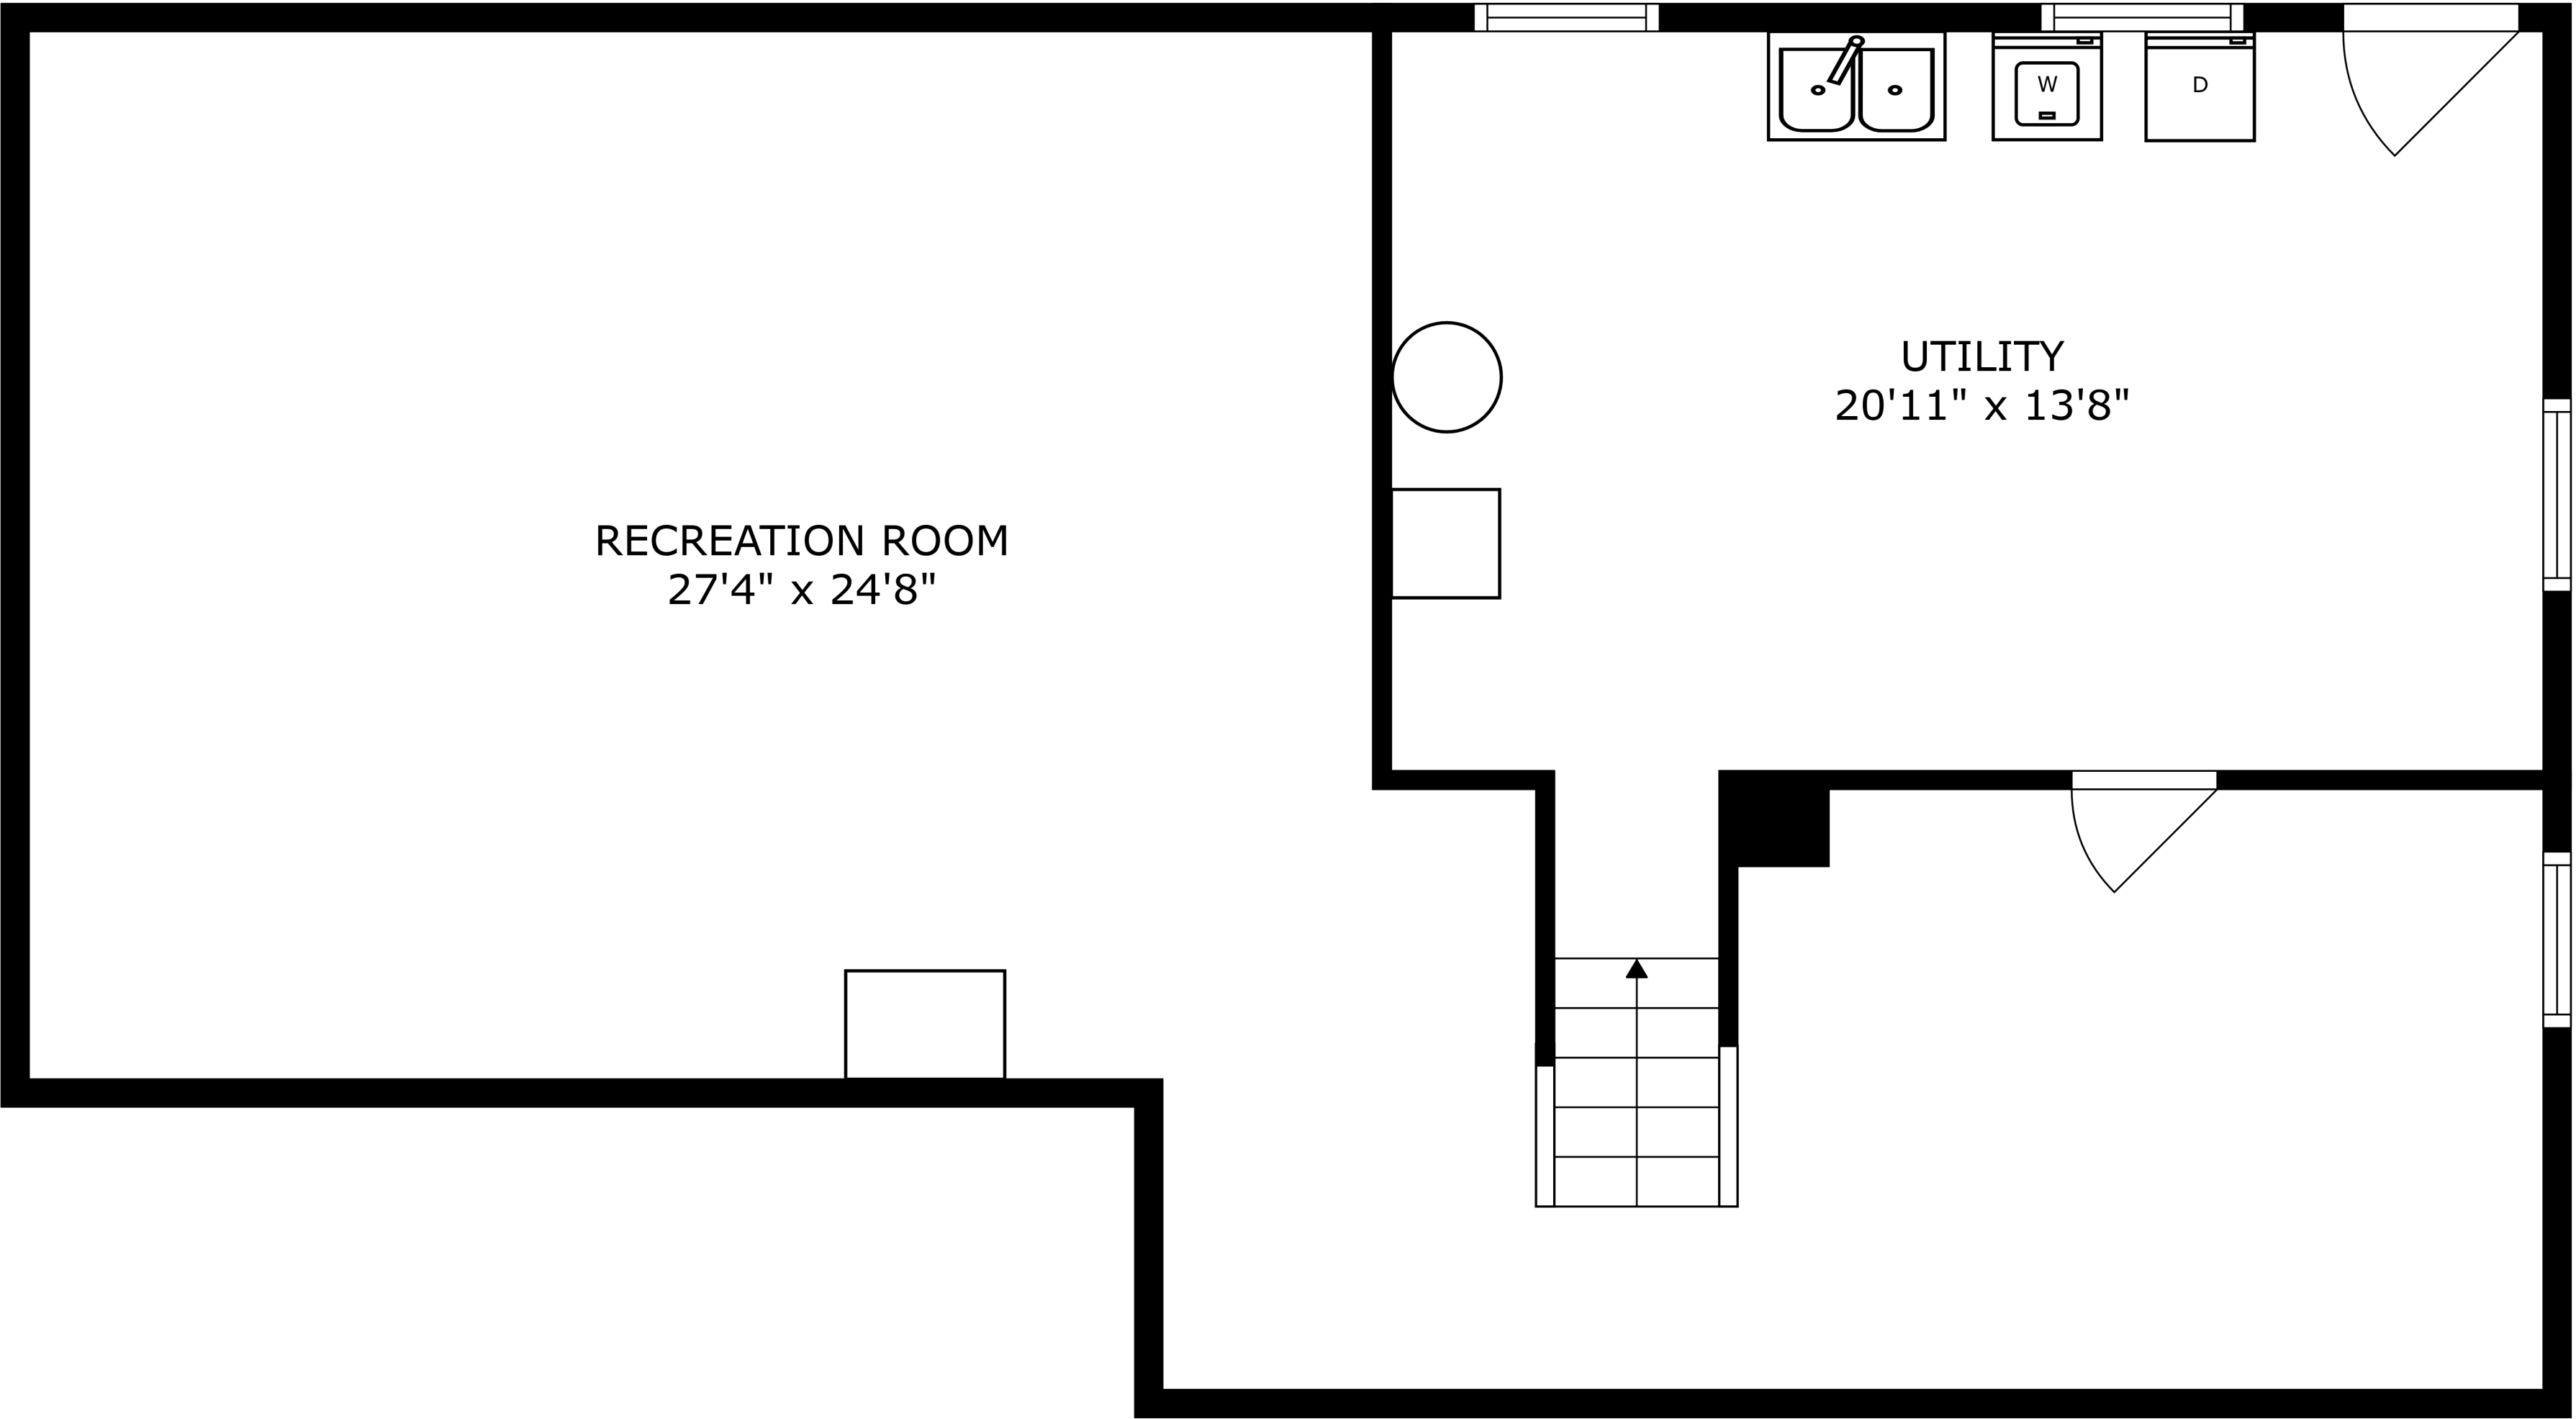 W
D
UTILITY
20'11" x 13'8"
RECREATION ROOM
27'4" x 24'8"